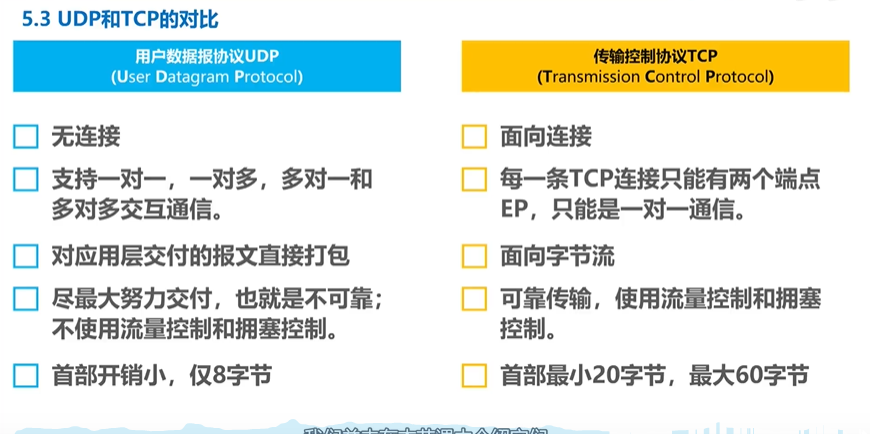 5.3 UDP和TCP的对比
用户数据报协议UDP
(User Datagram Protocol)
无连接
支持一对一，一对多，多对一和
多对多交互通信。
对应用层交付的报文直接打包
尽最大努力交付，也就是不可靠；
不使用流量控制和拥塞控制。
首部开销小，仅8字节
传输控制协议TCP
(Transmission Control Protocol)
面向连接
每一条TCP连接只能有两个端点
EP，只能是一对一通信。
面向字节流
可靠传输，使用流量控制和拥塞
控制。
首部最小20字节，最大60字节